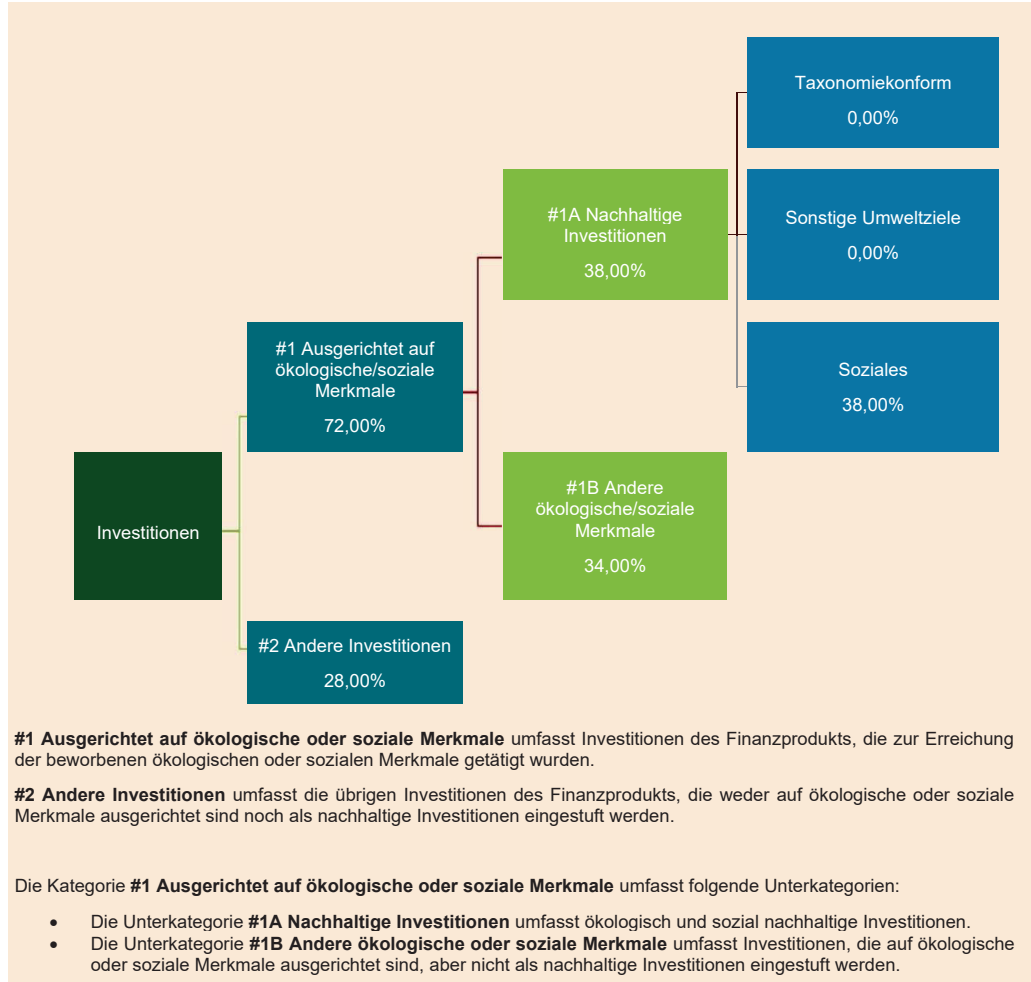 Taxonomiekonform
0,00%
#1A Nachhaltige
Investitionen
38,00%
Sonstige Umweltziele
0,00%
#1 Ausgerichtet auf
ökologische/soziale
Merkmale
72,00%
Soziales
38,00%
Investitionen
#1B Andere
ökologische/soziale
Merkmale
34,00%
#2 Andere Investitionen
28,00%
#1 Ausgerichtet auf ökologische oder soziale Merkmale umfasst Investitionen des Finanzprodukts, die zur Erreichung
der beworbenen ökologischen oder sozialen Merkmale getätigt wurden.
#2 Andere Investitionen umfasst die übrigen Investitionen des Finanzprodukts, die weder auf ökologische oder soziale
Merkmale ausgerichtet sind noch als nachhaltige Investitionen eingestuft werden.
Die Kategorie #1 Ausgerichtet auf ökologische oder soziale Merkmale umfasst folgende Unterkategorien:
• Die Unterkategorie #1A Nachhaltige Investitionen umfasst ökologisch und sozial nachhaltige Investitionen.
• Die Unterkategorie #1B Andere ökologische oder soziale Merkmale umfasst Investitionen, die auf ökologische
oder soziale Merkmale ausgerichtet sind, aber nicht als nachhaltige Investitionen eingestuft werden.